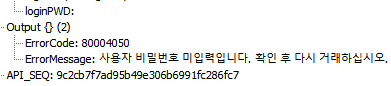 loginPWD:
Output {} (2)
ErrorCode: 80004050
ErrorMessage: 사용자 비밀번호 미입력입니다. 확인 후 다시 거래하십시오.
API_SEQ: 9c2cb7f7ad95b49e306b6991fc286fc7